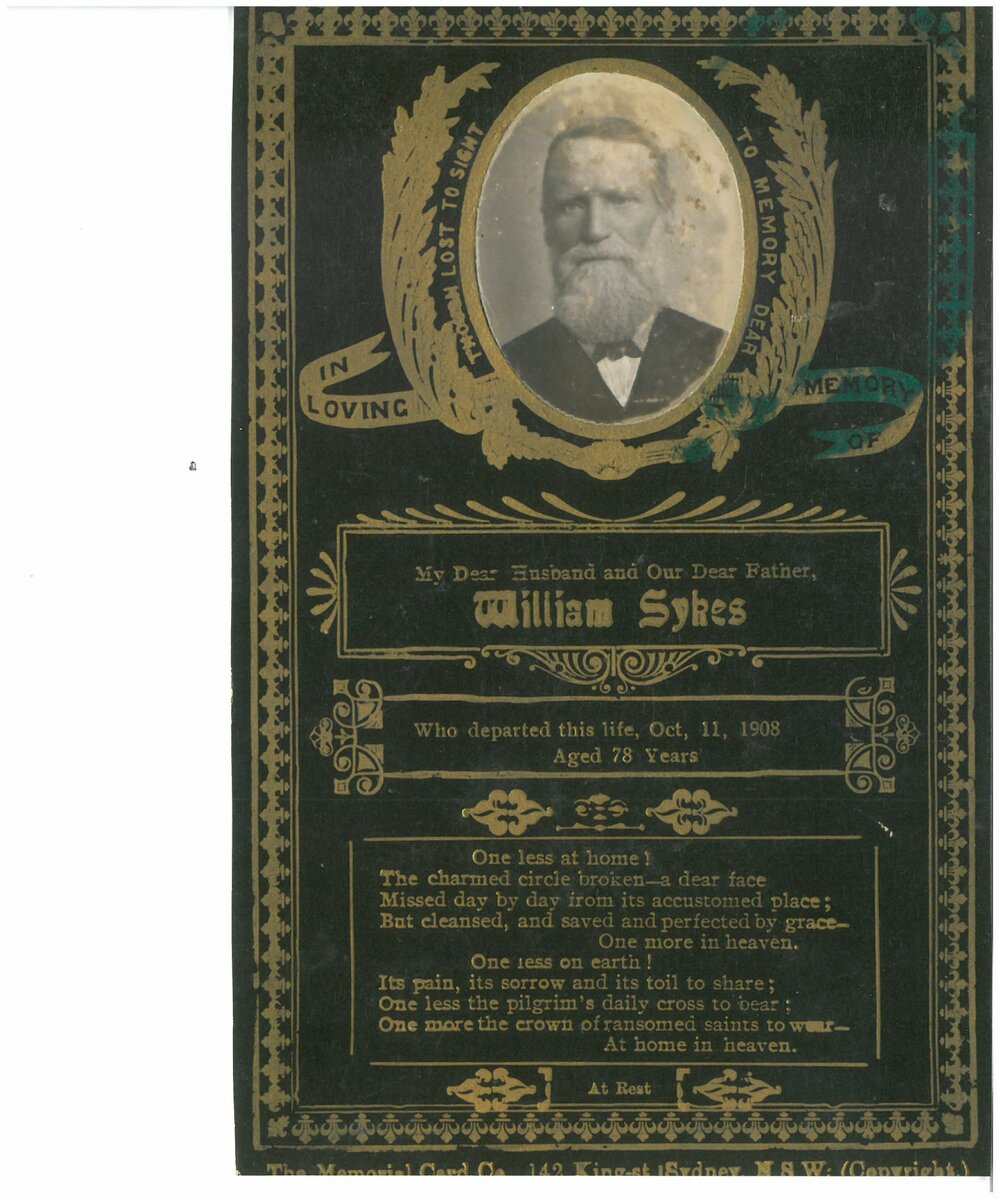 THOUGH LOST TO SIGHT
TO MEMORY DEAR
IN
LOVING
MEMORY
OF
My Dear Husband and Our Dear Father,
William Sykes
Who departed this life, Oct, 11, 1908
Aged 78 Years
One less at home!
The charmed circle broken—a dear face
Missed day by day from its accustomed place;
But cleansed, and saved and perfected by grace—
One more in heaven.
One less on earth!
Its pain, its sorrow and its toil to share;
One less the pilgrim's daily cross to bear;
One more the crown of ransomed saints to wear—
At home in heaven.
At Rest
The Memorial Card Co., 142 King-st, Sydney, N.S.W. (Copyright.)